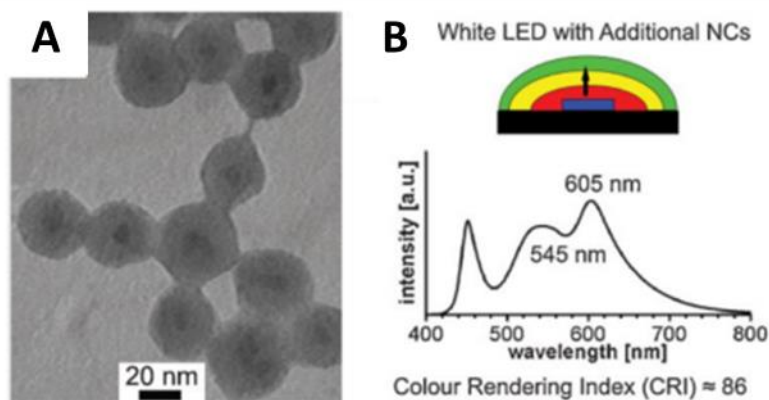 A
20 nm
B
White LED with Additional NCs
intensity [a.u.]
605 nm
545 nm
400 500 600 700 800
wavelength [nm]
Colour Rendering Index (CRI) ≈ 86